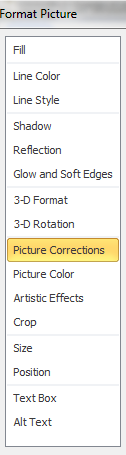 Format Picture
Fill
Line Color
Line Style
Shadow
Reflection
Glow and Soft Edges
3-D Format
3-D Rotation
Picture Corrections
Picture Color
Artistic Effects
Crop
Size
Position
Text Box
Alt Text